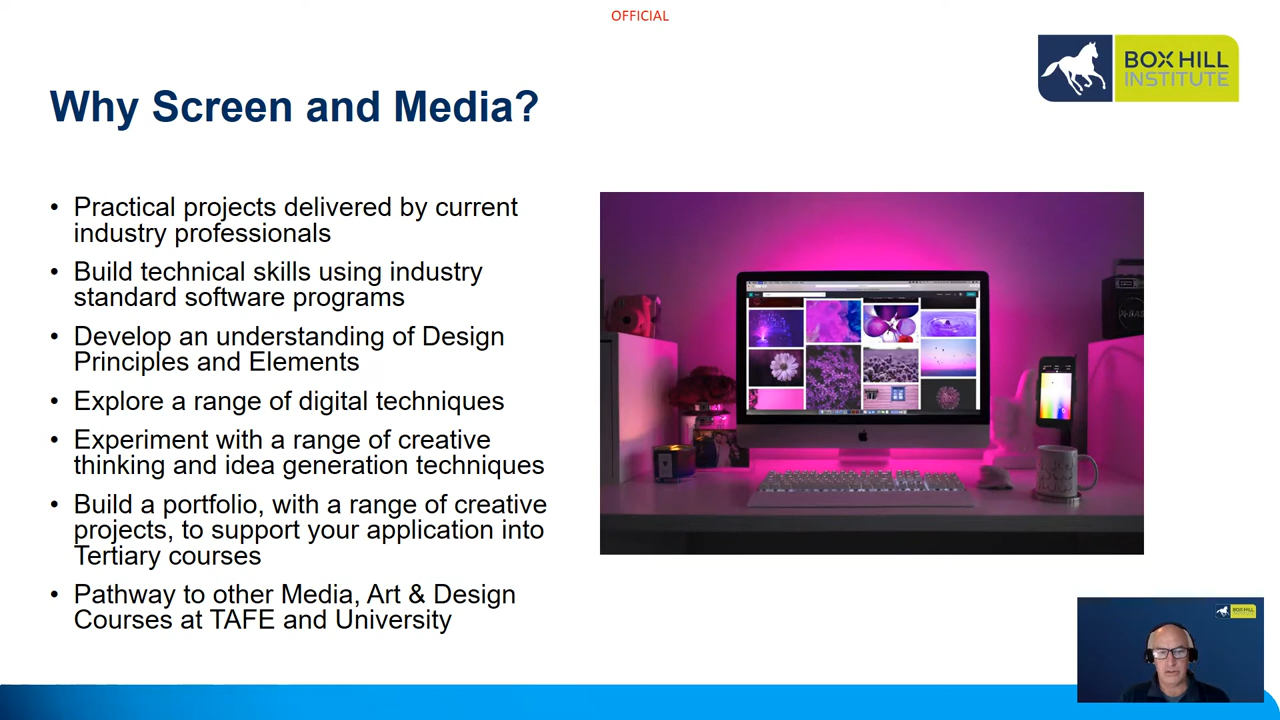 OFFICIAL
BOX HILL
INSTITUTE
Why Screen and Media?
• Practical projects delivered by current
industry professionals
• Build technical skills using industry
standard software programs
• Develop an understanding of Design
Principles and Elements
• Explore a range of digital techniques
• Experiment with a range of creative
thinking and idea generation techniques
• Build a portfolio, with a range of creative
projects, to support your application into
Tertiary courses
• Pathway to other Media, Art & Design
Courses at TAFE and University
BOX HILL